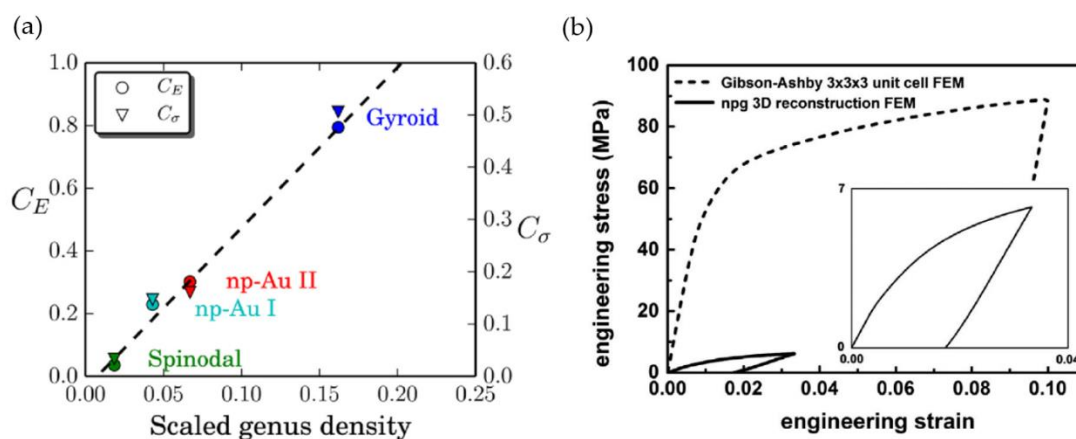 (a)
1.0
0.8
0.6
0.4
0.2
0.0
C_E
0.6
0.5
0.4
0.3
0.2
0.1
0.0
C_σ
C_E
C_σ
Gyroid
np-Au II
np-Au I
Spinodal
0.00 0.05 0.10 0.15 0.20 0.25
Scaled genus density
(b)
100
80
60
40
20
0
engineering stress (MPa)
Gibson-Ashby 3x3x3 unit cell FEM
npg 3D reconstruction FEM
7
0
0.00 0.04
0.00 0.02 0.04 0.06 0.08 0.10
engineering strain